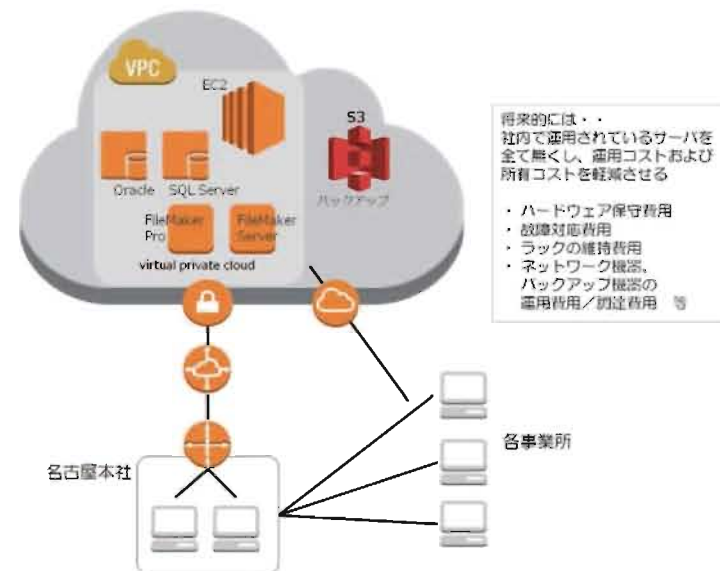 VPC
EC2
S3
Oracle
SQL Server
バックアップ
FileMaker
Pro
FileMaker
Server
virtual private cloud
将来的には・・
社内で運用されているサーバを
全て無くし、運用コストおよび
所有コストを軽減させる
・ ハードウェア保守費用
・ 故障対応費用
・ ラックの維持費用
・ ネットワーク機器、
バックアップ機器の
運用費用／調達費用 等
各事業所
名古屋本社